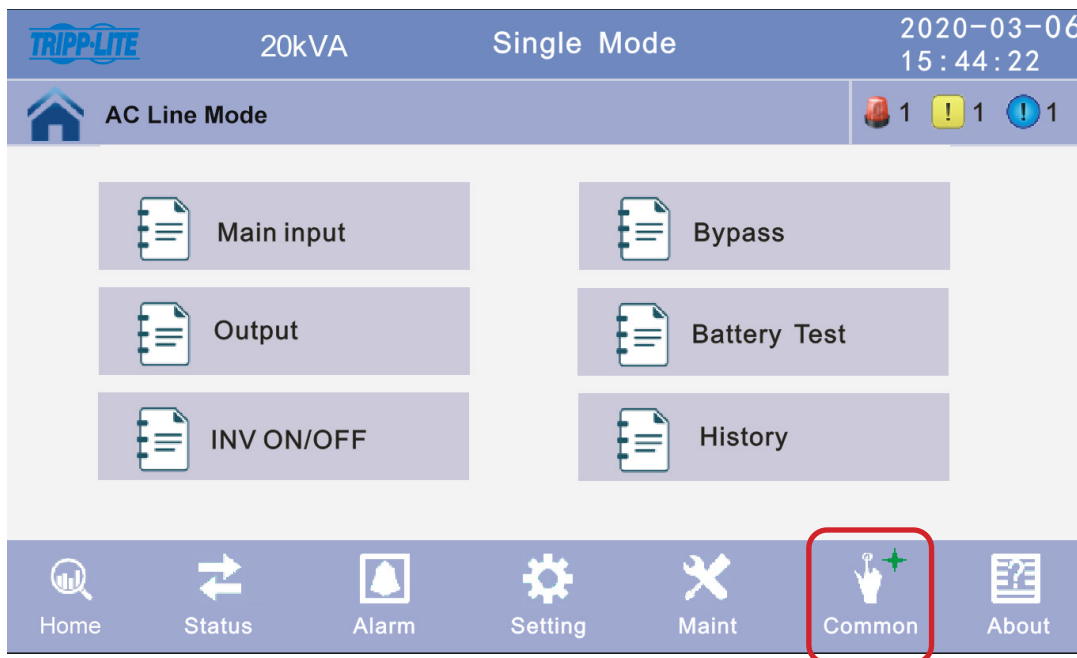 TRIPP·LITE 20kVA Single Mode 2020-03-06
15:44:22
AC Line Mode 1 ! 1 ! 1
Main input Bypass
Output Battery Test
INV ON/OFF History
Home Status Alarm Setting Maint Common About